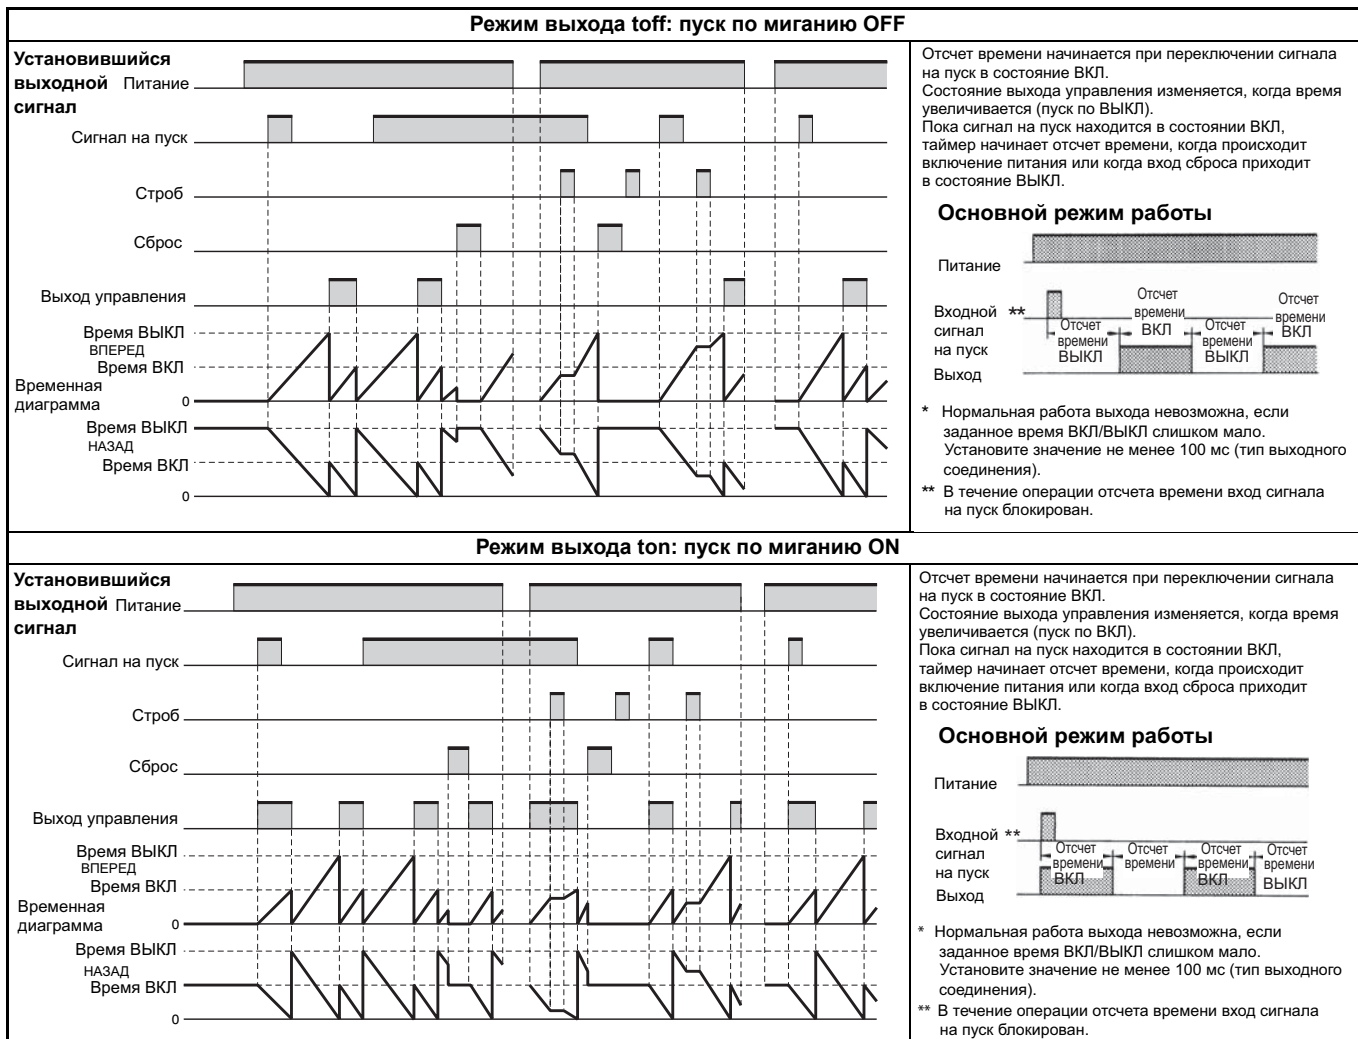 Режим выхода toff: пуск по миганию OFF
Установившийся
выходной Питание
сигнал
Сигнал на пуск
Строб
Сброс
Выход управления
Время ВЫКЛ
ВПЕРЕД
Время ВКЛ
Временная
диаграмма
0
Время ВЫКЛ
НАЗАД
Время ВКЛ
0
Отсчет времени начинается при переключении сигнала
на пуск в состояние ВКЛ.
Состояние выхода управления изменяется, когда время
увеличивается (пуск по ВЫКЛ).
Пока сигнал на пуск находится в состоянии ВКЛ,
таймер начинает отсчет времени, когда происходит
включение питания или когда вход сброса приходит
в состояние ВЫКЛ.
Основной режим работы
Питание
Входной **
сигнал
на пуск
Отсчет
времени
ВЫКЛ
Отсчет
времени
ВКЛ
Отсчет
времени
ВЫКЛ
Отсчет
времени
ВКЛ
Выход
* Нормальная работа выхода невозможна, если
заданное время ВКЛ/ВЫКЛ слишком мало.
Установите значение не менее 100 мс (тип выходного
соединения).
** В течение операции отсчета времени вход сигнала
на пуск блокирован.
Режим выхода ton: пуск по миганию ON
Установившийся
выходной Питание
сигнал
Сигнал на пуск
Строб
Сброс
Выход управления
Время ВЫКЛ
ВПЕРЕД
Время ВКЛ
Временная
диаграмма
0
Время ВЫКЛ
НАЗАД
Время ВКЛ
0
Отсчет времени начинается при переключении сигнала
на пуск в состояние ВКЛ.
Состояние выхода управления изменяется, когда время
увеличивается (пуск по ВКЛ).
Пока сигнал на пуск находится в состоянии ВКЛ,
таймер начинает отсчет времени, когда происходит
включение питания или когда вход сброса приходит
в состояние ВЫКЛ.
Основной режим работы
Питание
Входной **
сигнал
на пуск
Отсчет
времени
ВКЛ
Отсчет
времени
Отсчет
времени
ВКЛ
Отсчет
времени
ВЫКЛ
Выход
* Нормальная работа выхода невозможна, если
заданное время ВКЛ/ВЫКЛ слишком мало.
Установите значение не менее 100 мс (тип выходного
соединения).
** В течение операции отсчета времени вход сигнала
на пуск блокирован.